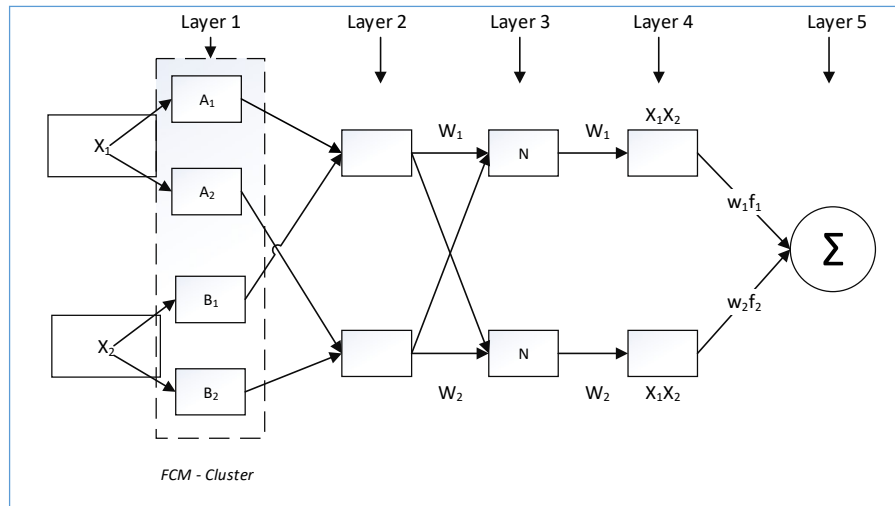 Layer 1 Layer 2 Layer 3 Layer 4 Layer 5
A₁
X₁
A₂
B₁
X₂
B₂
W₁
N
W₁
X₁X₂
w₁f₁
Σ
w₂f₂
N
W₂
W₂
X₁X₂
FCM - Cluster